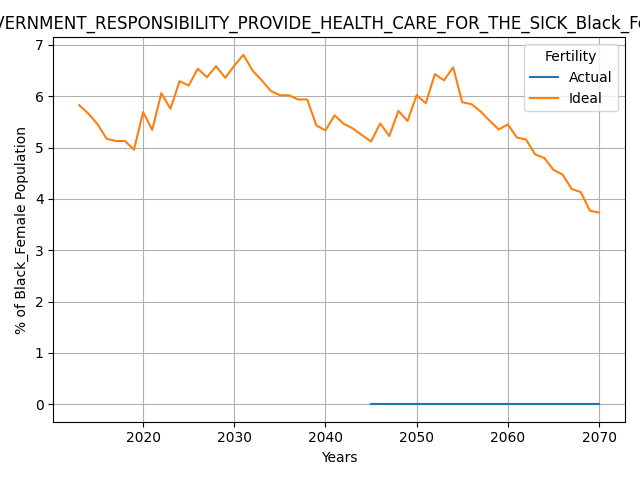 VERNMENT_RESPONSIBILITY_PROVIDE_HEALTH_CARE_FOR_THE_SICK_Black_Fe
Fertility
Actual
Ideal
% of Black_Female Population
7
6
5
4
3
2
1
0
2020 2030 2040 2050 2060 2070
Years